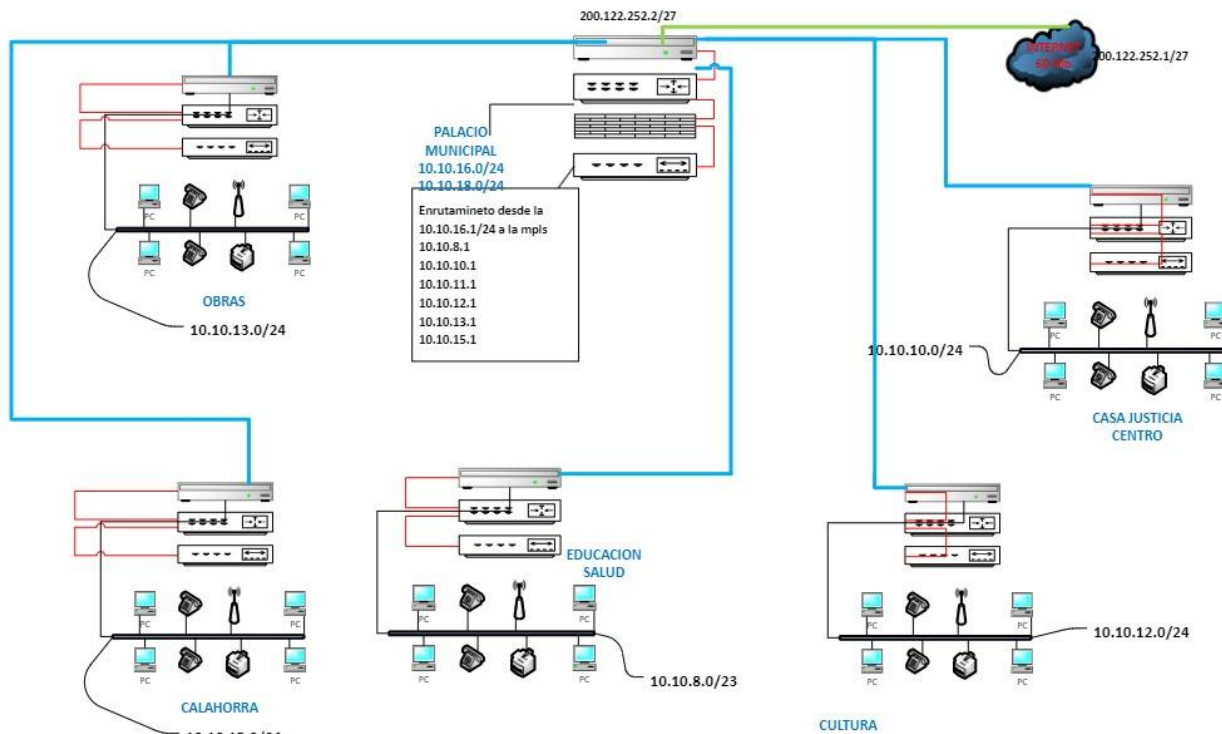 200.122.252.2/27
INTERNET
200.122.252.1/27
PALACIO
MUNICIPAL
10.10.16.0/24
10.10.18.0/24
Enrutamineto desde la
10.10.16.1/24 a la mpls
10.10.8.1
10.10.10.1
10.10.11.1
10.10.12.1
10.10.13.1
10.10.15.1
PC
PC
PC
PC
OBRAS
10.10.13.0/24
PC
PC
10.10.10.0/24
PC
PC
CASA JUSTICIA
CENTRO
EDUCACION
SALUD
PC
PC
PC
PC
CALAHORRA
PC
PC
PC
PC
10.10.8.0/23
PC
PC
PC
PC
10.10.12.0/24
CULTURA